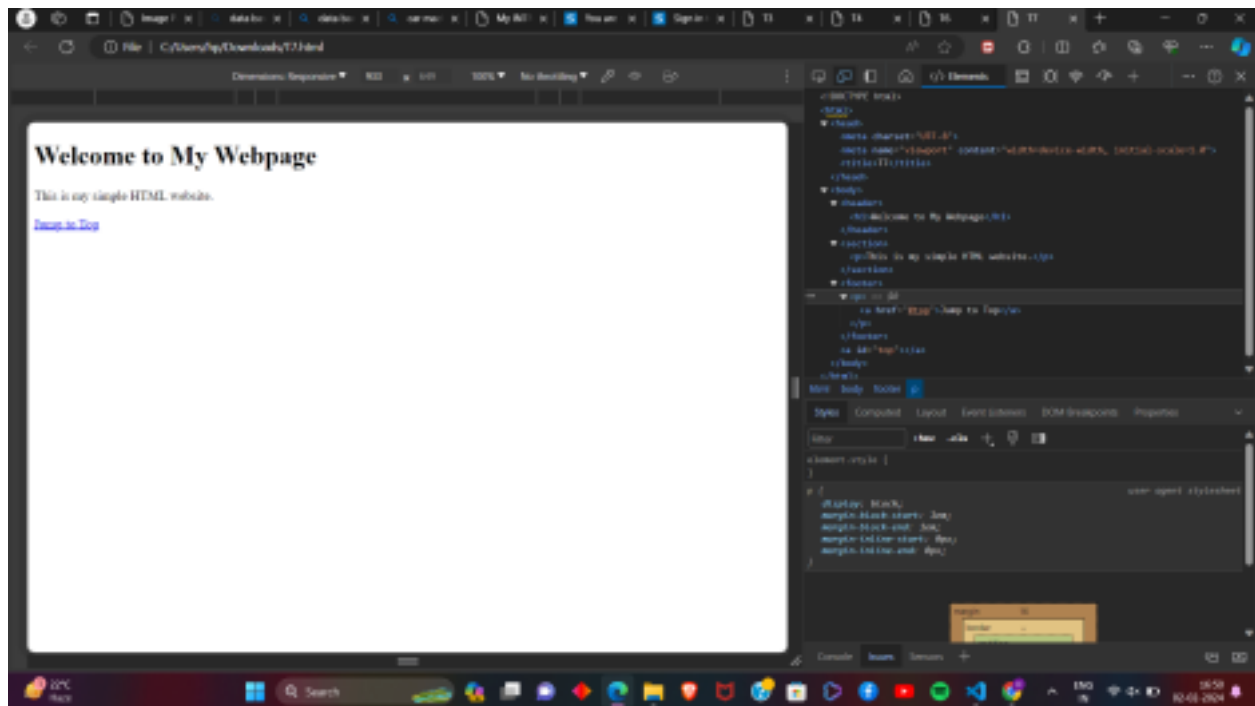 File | C:/Users/hp/Downloads/T7.html
Dimensions: Responsive
100%
No throttling
Elements
Welcome to My Webpage
This is my simple HTML website.
Jump to Top
<!DOCTYPE html>
<html>
<head>
<meta charset="UTF-8">
<meta name="viewport" content="width=device-width, initial-scale=1.0">
<title>T7</title>
</head>
<body>
<header>
<h1>Welcome to My Webpage</h1>
</header>
<section>
<p>This is my simple HTML website.</p>
</section>
<footer>
<p> == $0
<a href="#top">Jump to Top</a>
</p>
</footer>
<a id="top"></a>
</body>
</html>
html body footer p
Styles Computed Layout Event Listeners DOM Breakpoints Properties
Filter :hov .cls
element.style {
}
p { user agent stylesheet
display: block;
margin-block-start: 1em;
margin-block-end: 1em;
margin-inline-start: 0px;
margin-inline-end: 0px;
}
margin
border
Console Issues Sensors
22°C
Haze
Search
ENG
IN
16:50
02-01-2024